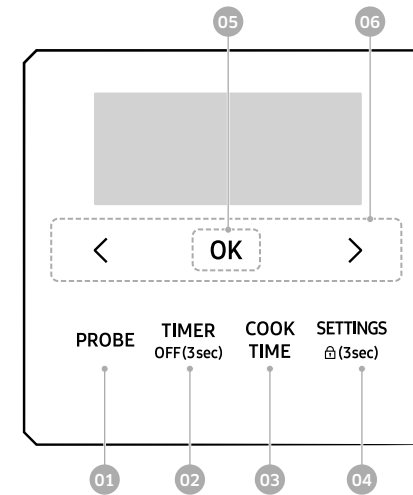 05 06
< OK >
PROBE TIMER COOK SETTINGS
OFF(3sec) TIME 🔒(3sec)
01 02 03 04